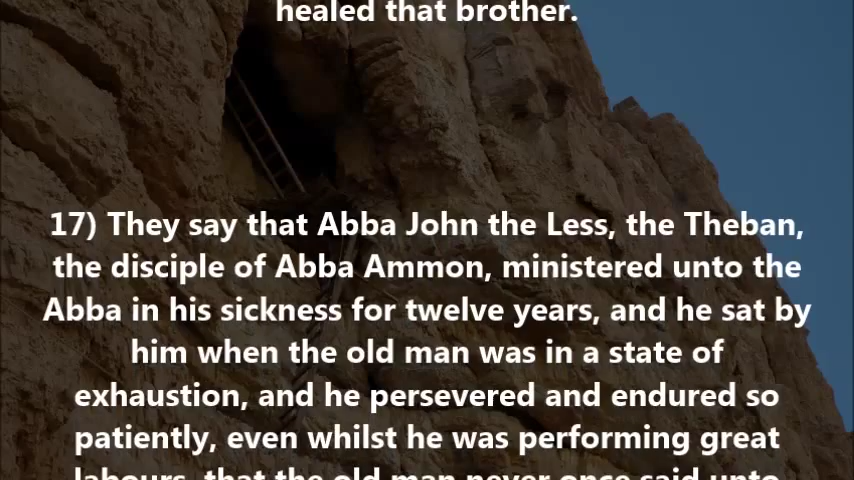 healed that brother.
17) They say that Abba John the Less, the Theban,
the disciple of Abba Ammon, ministered unto the
Abba in his sickness for twelve years, and he sat by
him when the old man was in a state of
exhaustion, and he persevered and endured so
patiently, even whilst he was performing great
labours, that the old man never once said unto